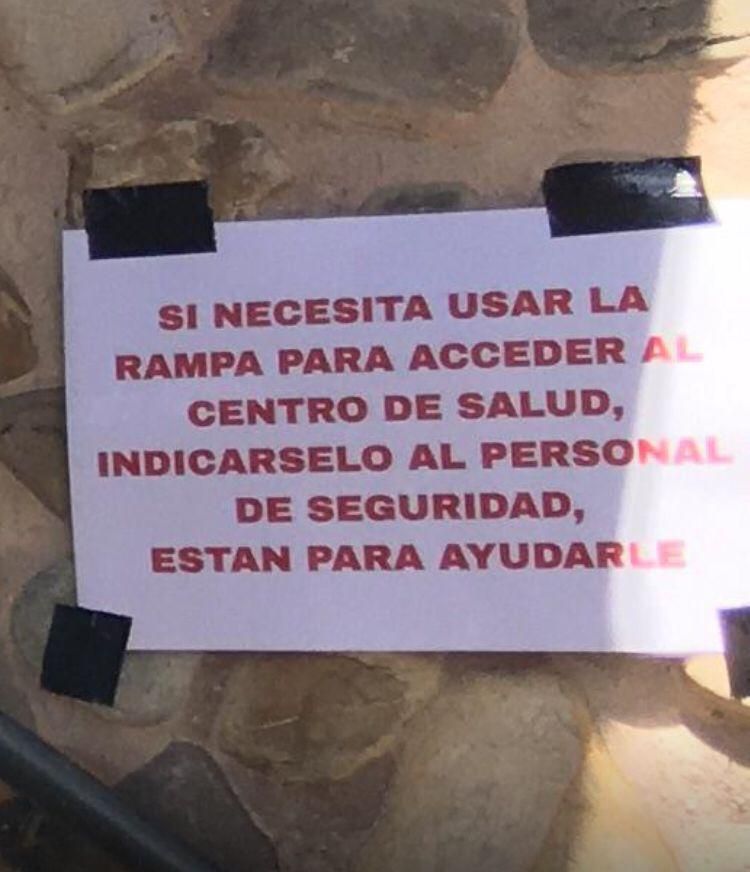 SI NECESITA USAR LA
RAMPA PARA ACCEDER AL
CENTRO DE SALUD,
INDICARSELO AL PERSONAL
DE SEGURIDAD,
ESTAN PARA AYUDARLE